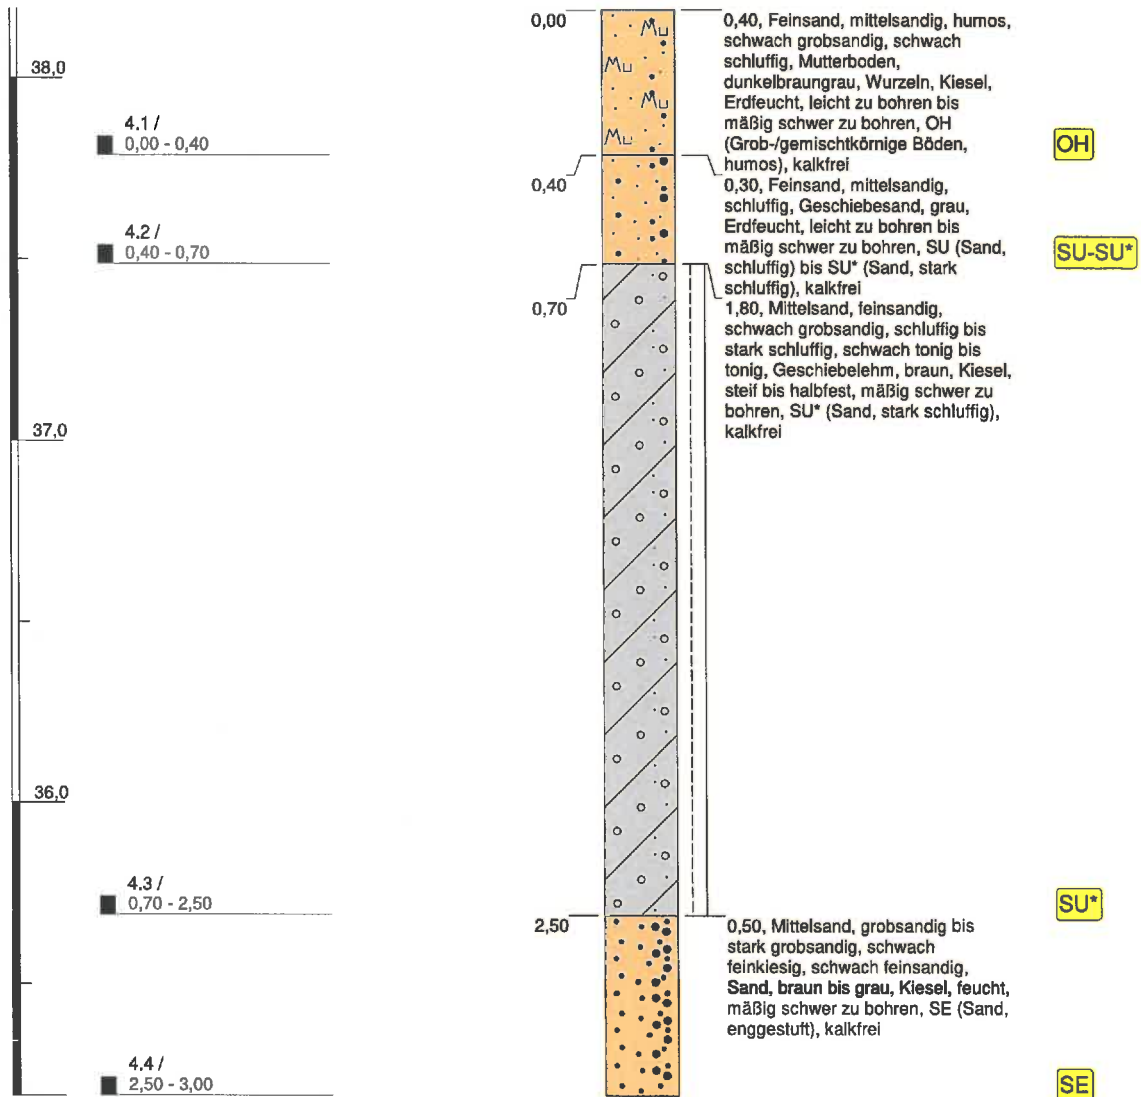 0,00
0,40, Feinsand, mittelsandig, humos,
schwach grobsandig, schwach
schluffig, Mutterboden,
dunkelbraungrau, Wurzeln, Kiesel,
Erdfeucht, leicht zu bohren bis
mäßig schwer zu bohren, OH
(Grob-/gemischtkörnige Böden,
humos), kalkfrei
Mu
Mu
Mu
Mu
38,0
4.1 /
0,00 - 0,40
OH
0,40
0,30, Feinsand, mittelsandig,
schluffig, Geschiebesand, grau,
Erdfeucht, leicht zu bohren bis
mäßig schwer zu bohren, SU (Sand,
schluffig) bis SU* (Sand, stark
schluffig), kalkfrei
4.2 /
0,40 - 0,70
SU-SU*
0,70
1,80, Mittelsand, feinsandig,
schwach grobsandig, schluffig bis
stark schluffig, schwach tonig bis
tonig, Geschiebelehm, braun, Kiesel,
steif bis halbfest, mäßig schwer zu
bohren, SU* (Sand, stark schluffig),
kalkfrei
37,0
36,0
4.3 /
0,70 - 2,50
SU*
2,50
0,50, Mittelsand, grobsandig bis
stark grobsandig, schwach
feinkiesig, schwach feinsandig,
Sand, braun bis grau, Kiesel, feucht,
mäßig schwer zu bohren, SE (Sand,
enggestuft), kalkfrei
4.4 /
2,50 - 3,00
SE